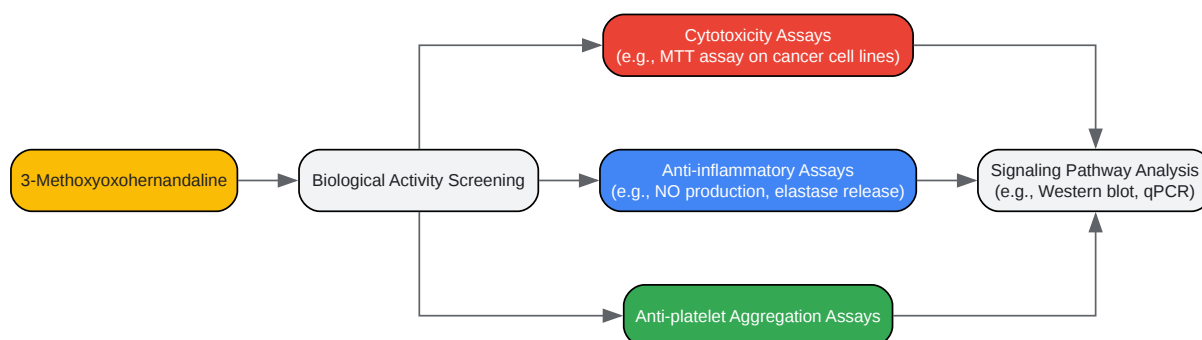 3-Methoxyoxohernandaline
Biological Activity Screening
Cytotoxicity Assays
(e.g., MTT assay on cancer cell lines)
Anti-inflammatory Assays
(e.g., NO production, elastase release)
Anti-platelet Aggregation Assays
Signaling Pathway Analysis
(e.g., Western blot, qPCR)